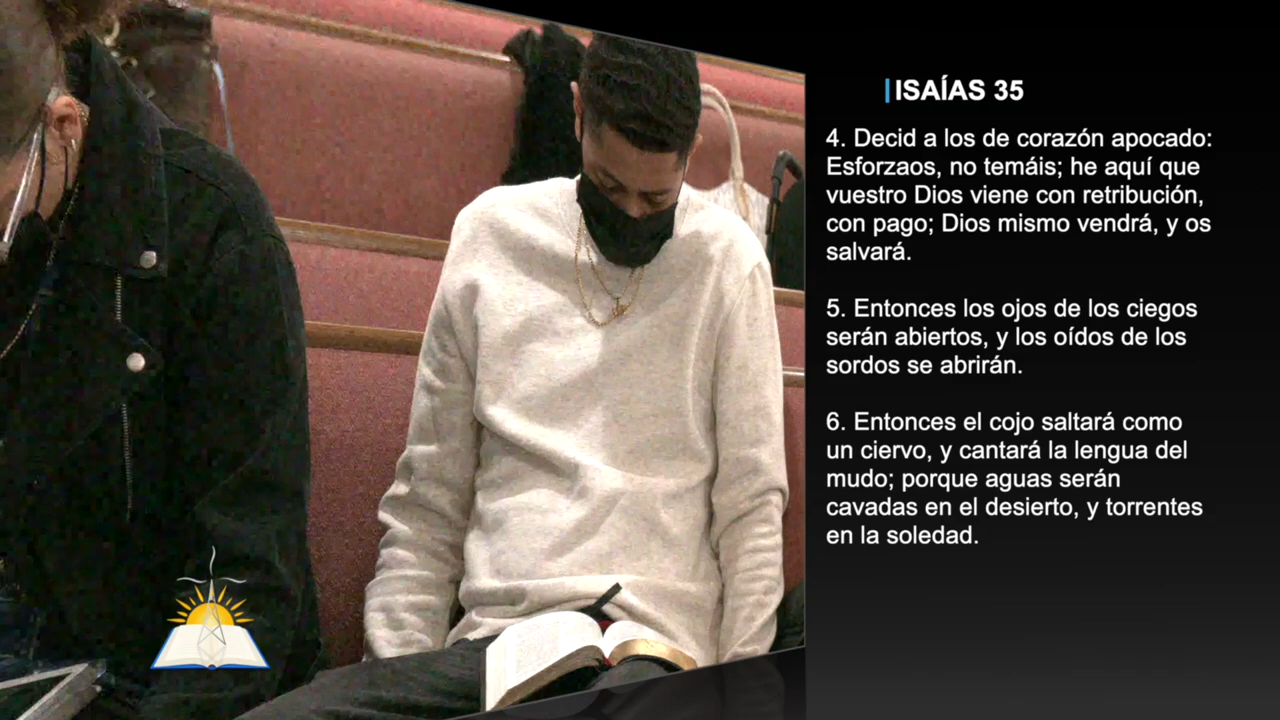 ISAÍAS 35
4. Decid a los de corazón apocado:
Esforzaos, no temáis; he aquí que
vuestro Dios viene con retribución,
con pago; Dios mismo vendrá, y os
salvará.
5. Entonces los ojos de los ciegos
serán abiertos, y los oídos de los
sordos se abrirán.
6. Entonces el cojo saltará como
un ciervo, y cantará la lengua del
mudo; porque aguas serán
cavadas en el desierto, y torrentes
en la soledad.